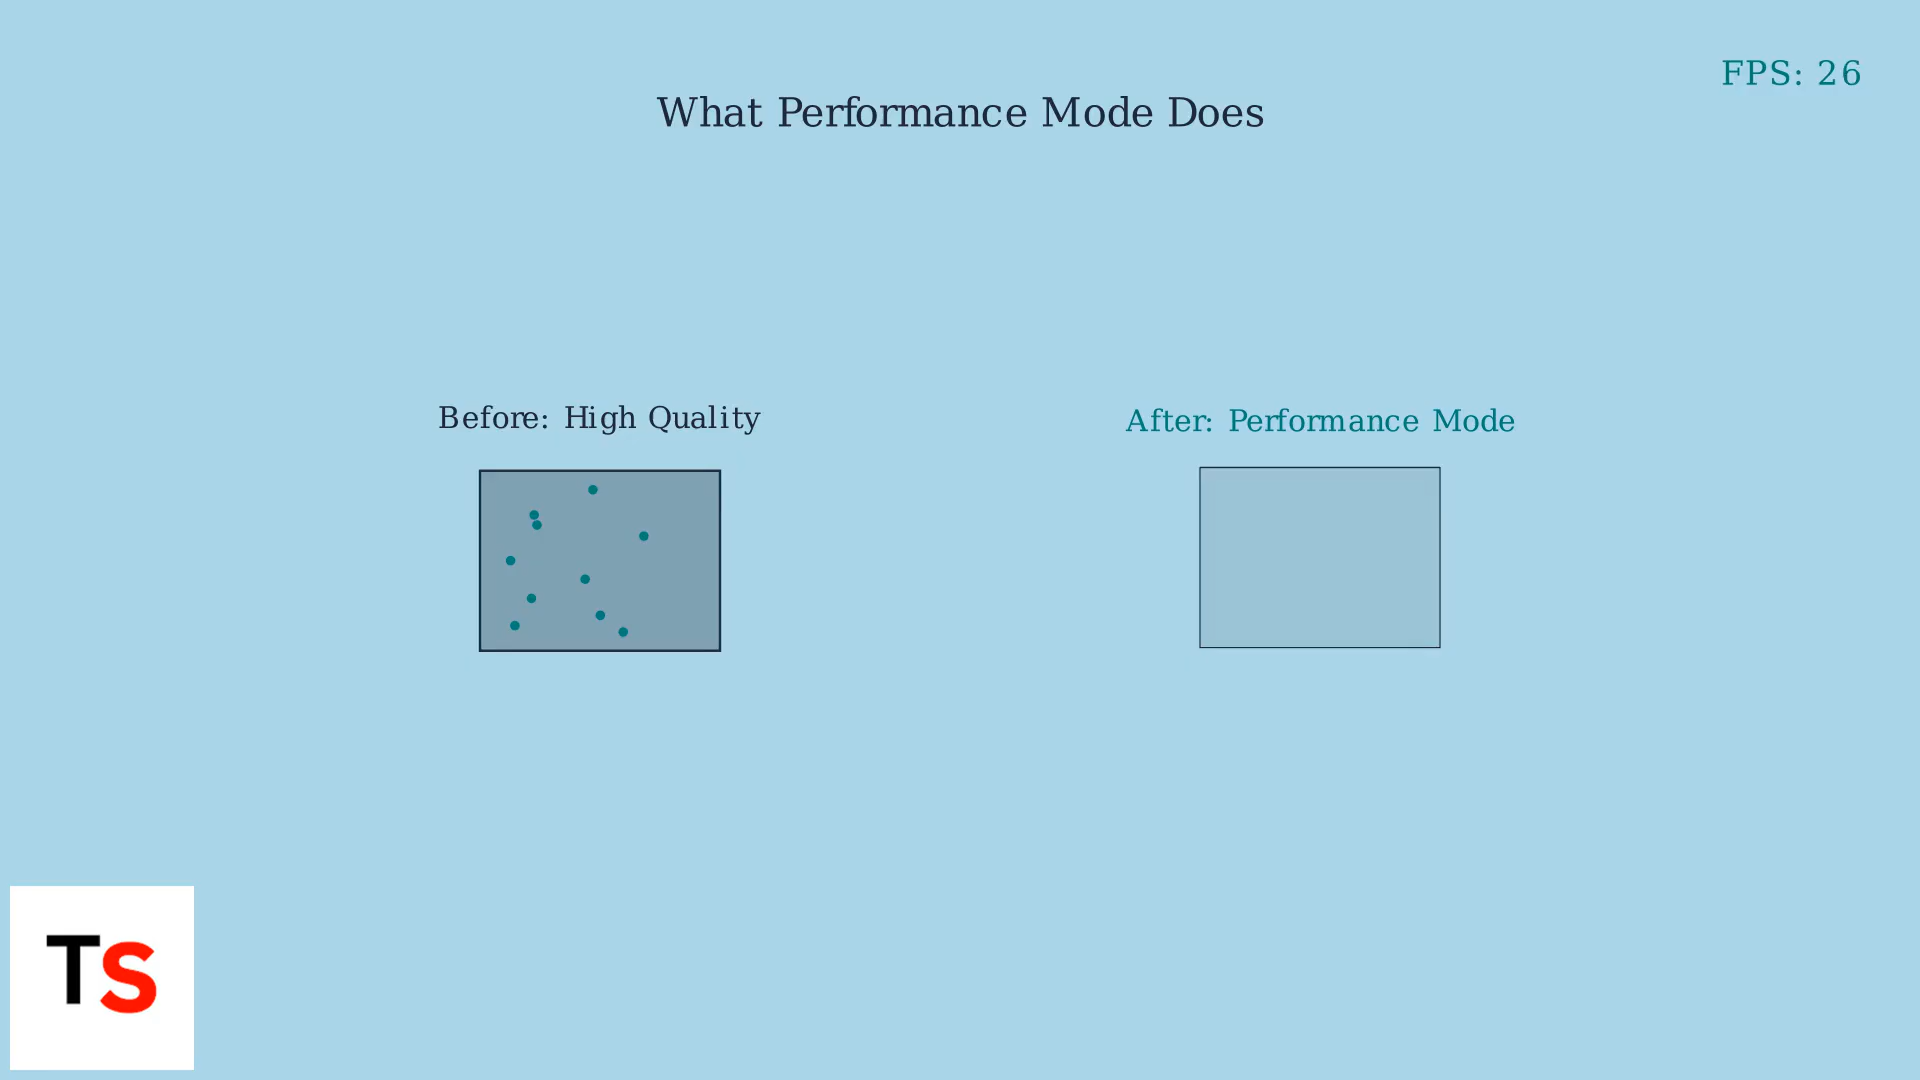 FPS: 26
What Performance Mode Does
Before: High Quality
After: Performance Mode
TS